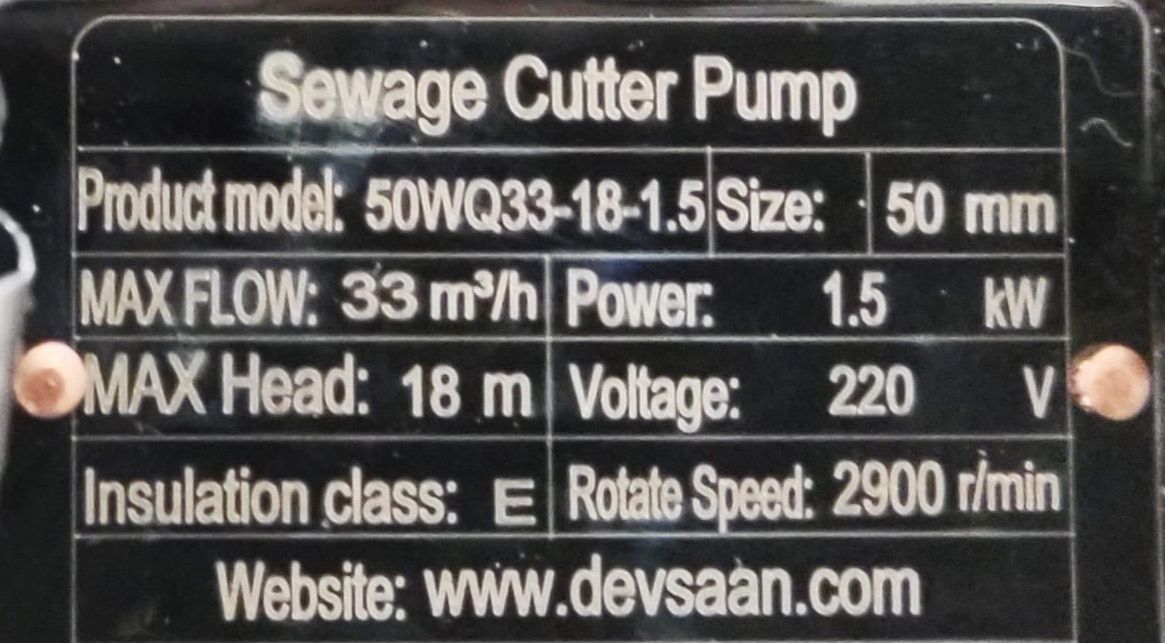 Sewage Cutter Pump
Product model: 50WQ33-18-1.5 Size: 50 mm
MAX FLOW: 33 m³/h Power: 1.5 kW
MAX Head: 18 m Voltage: 220 V
Insulation class: E Rotate Speed: 2900 r/min
Website: www.devsaan.com